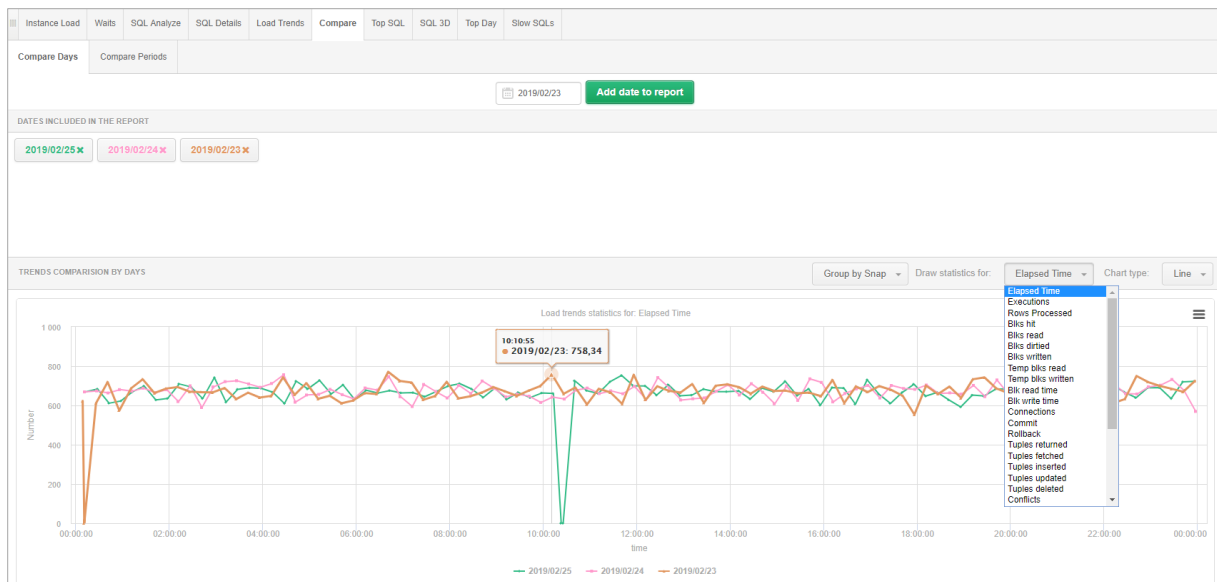 Instance Load Waits SQL Analyze SQL Details Load Trends Compare Top SQL SQL 3D Top Day Slow SQLs
Compare Days Compare Periods
2019/02/23 Add date to report
DATES INCLUDED IN THE REPORT
2019/02/25 × 2019/02/24 × 2019/02/23 ×
TRENDS COMPARISION BY DAYS Group by Snap Draw statistics for: Elapsed Time Chart type: Line
Elapsed Time
Executions
Rows Processed
Blks hit
Blks read
Blks dirtied
Blks written
Temp blks read
Temp blks written
Blk read time
Blk write time
Connections
Commit
Rollback
Tuples returned
Tuples fetched
Tuples inserted
Tuples updated
Tuples deleted
Conflicts
Load trends statistics for: Elapsed Time
10:10:55
2019/02/23: 758,34
Number
1 000
800
600
400
200
0
00:00:00 02:00:00 04:00:00 06:00:00 08:00:00 10:00:00 12:00:00 14:00:00 16:00:00 18:00:00 20:00:00 22:00:00 00:00:00
time
2019/02/25 2019/02/24 2019/02/23